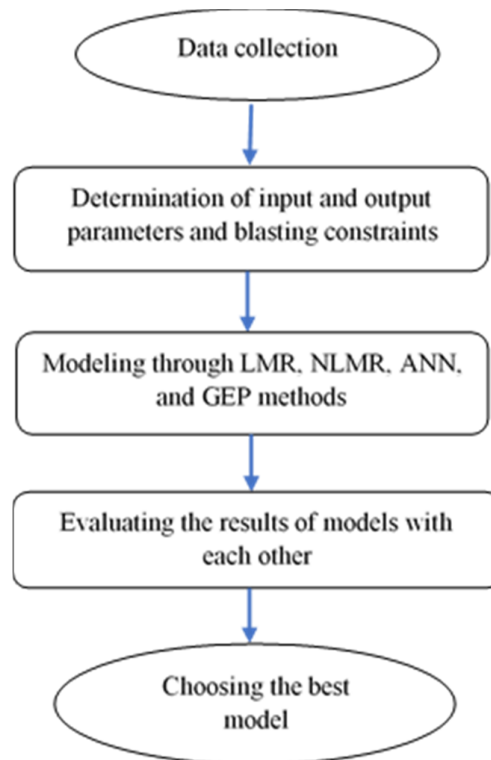 Data collection
Determination of input and output
parameters and blasting constraints
Modeling through LMR, NLMR, ANN,
and GEP methods
Evaluating the results of models with
each other
Choosing the best
model